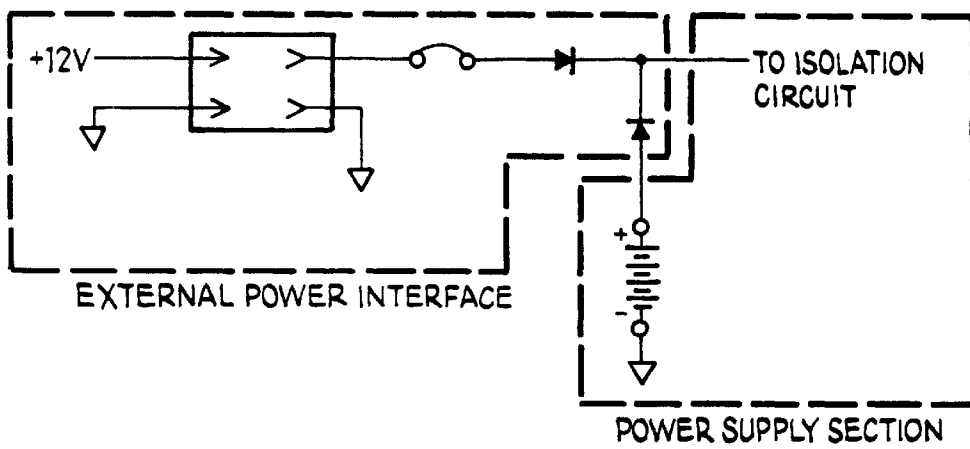 +12V
TO ISOLATION
CIRCUIT
+
-
EXTERNAL POWER INTERFACE
POWER SUPPLY SECTION